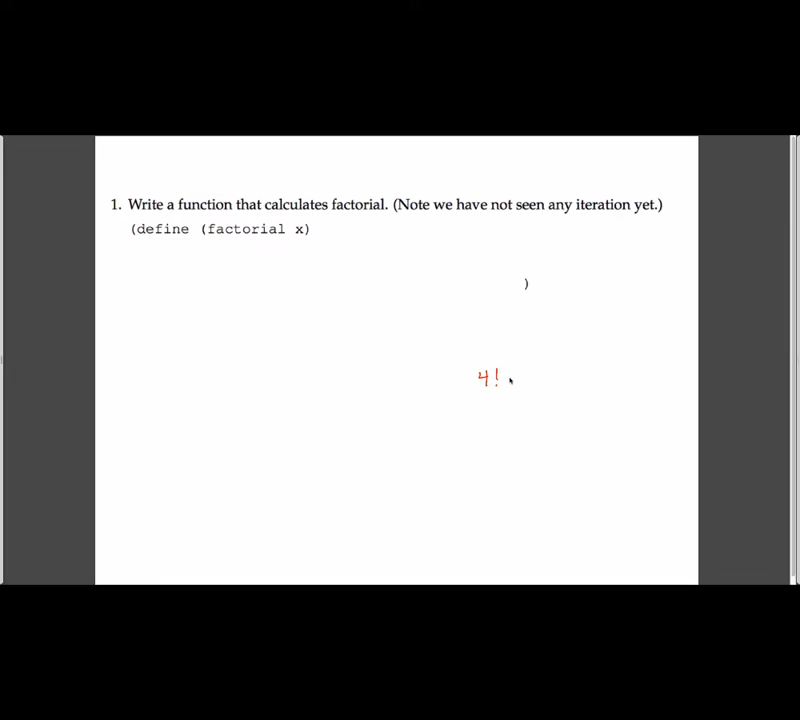 1. Write a function that calculates factorial. (Note we have not seen any iteration yet.)
(define (factorial x)
)
4!